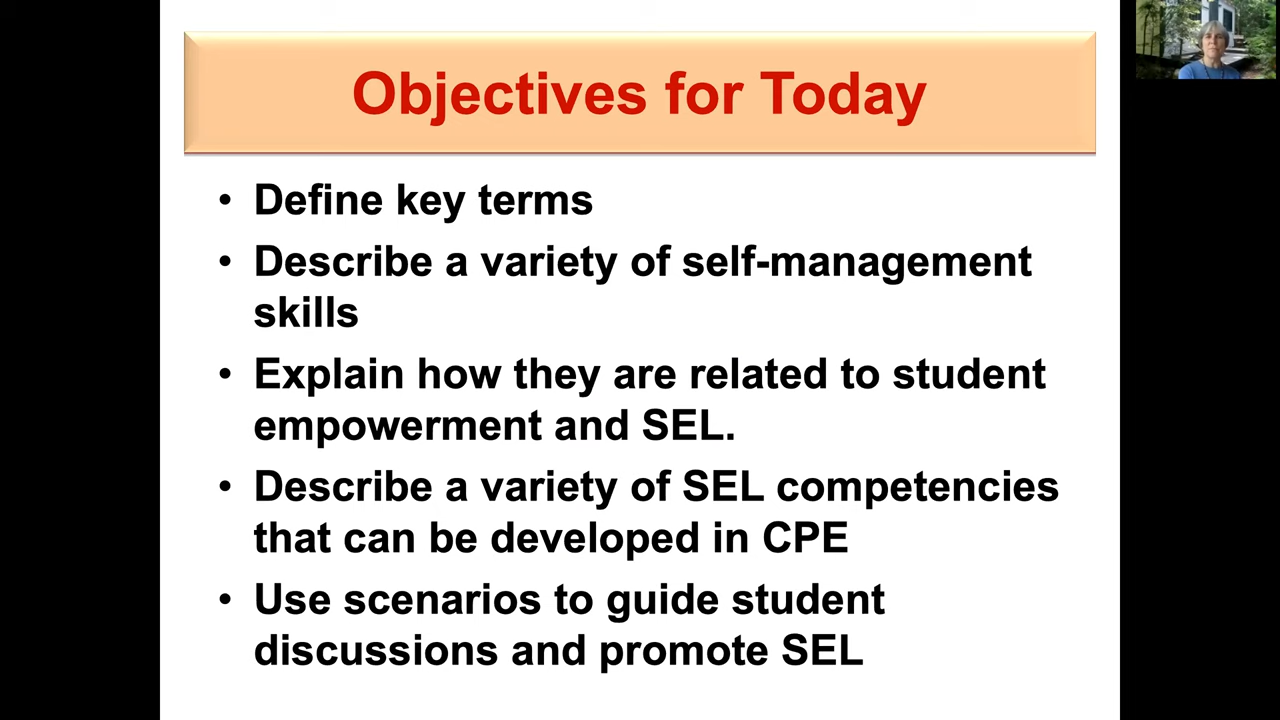 Objectives for Today
• Define key terms
• Describe a variety of self-management
skills
• Explain how they are related to student
empowerment and SEL.
• Describe a variety of SEL competencies
that can be developed in CPE
• Use scenarios to guide student
discussions and promote SEL